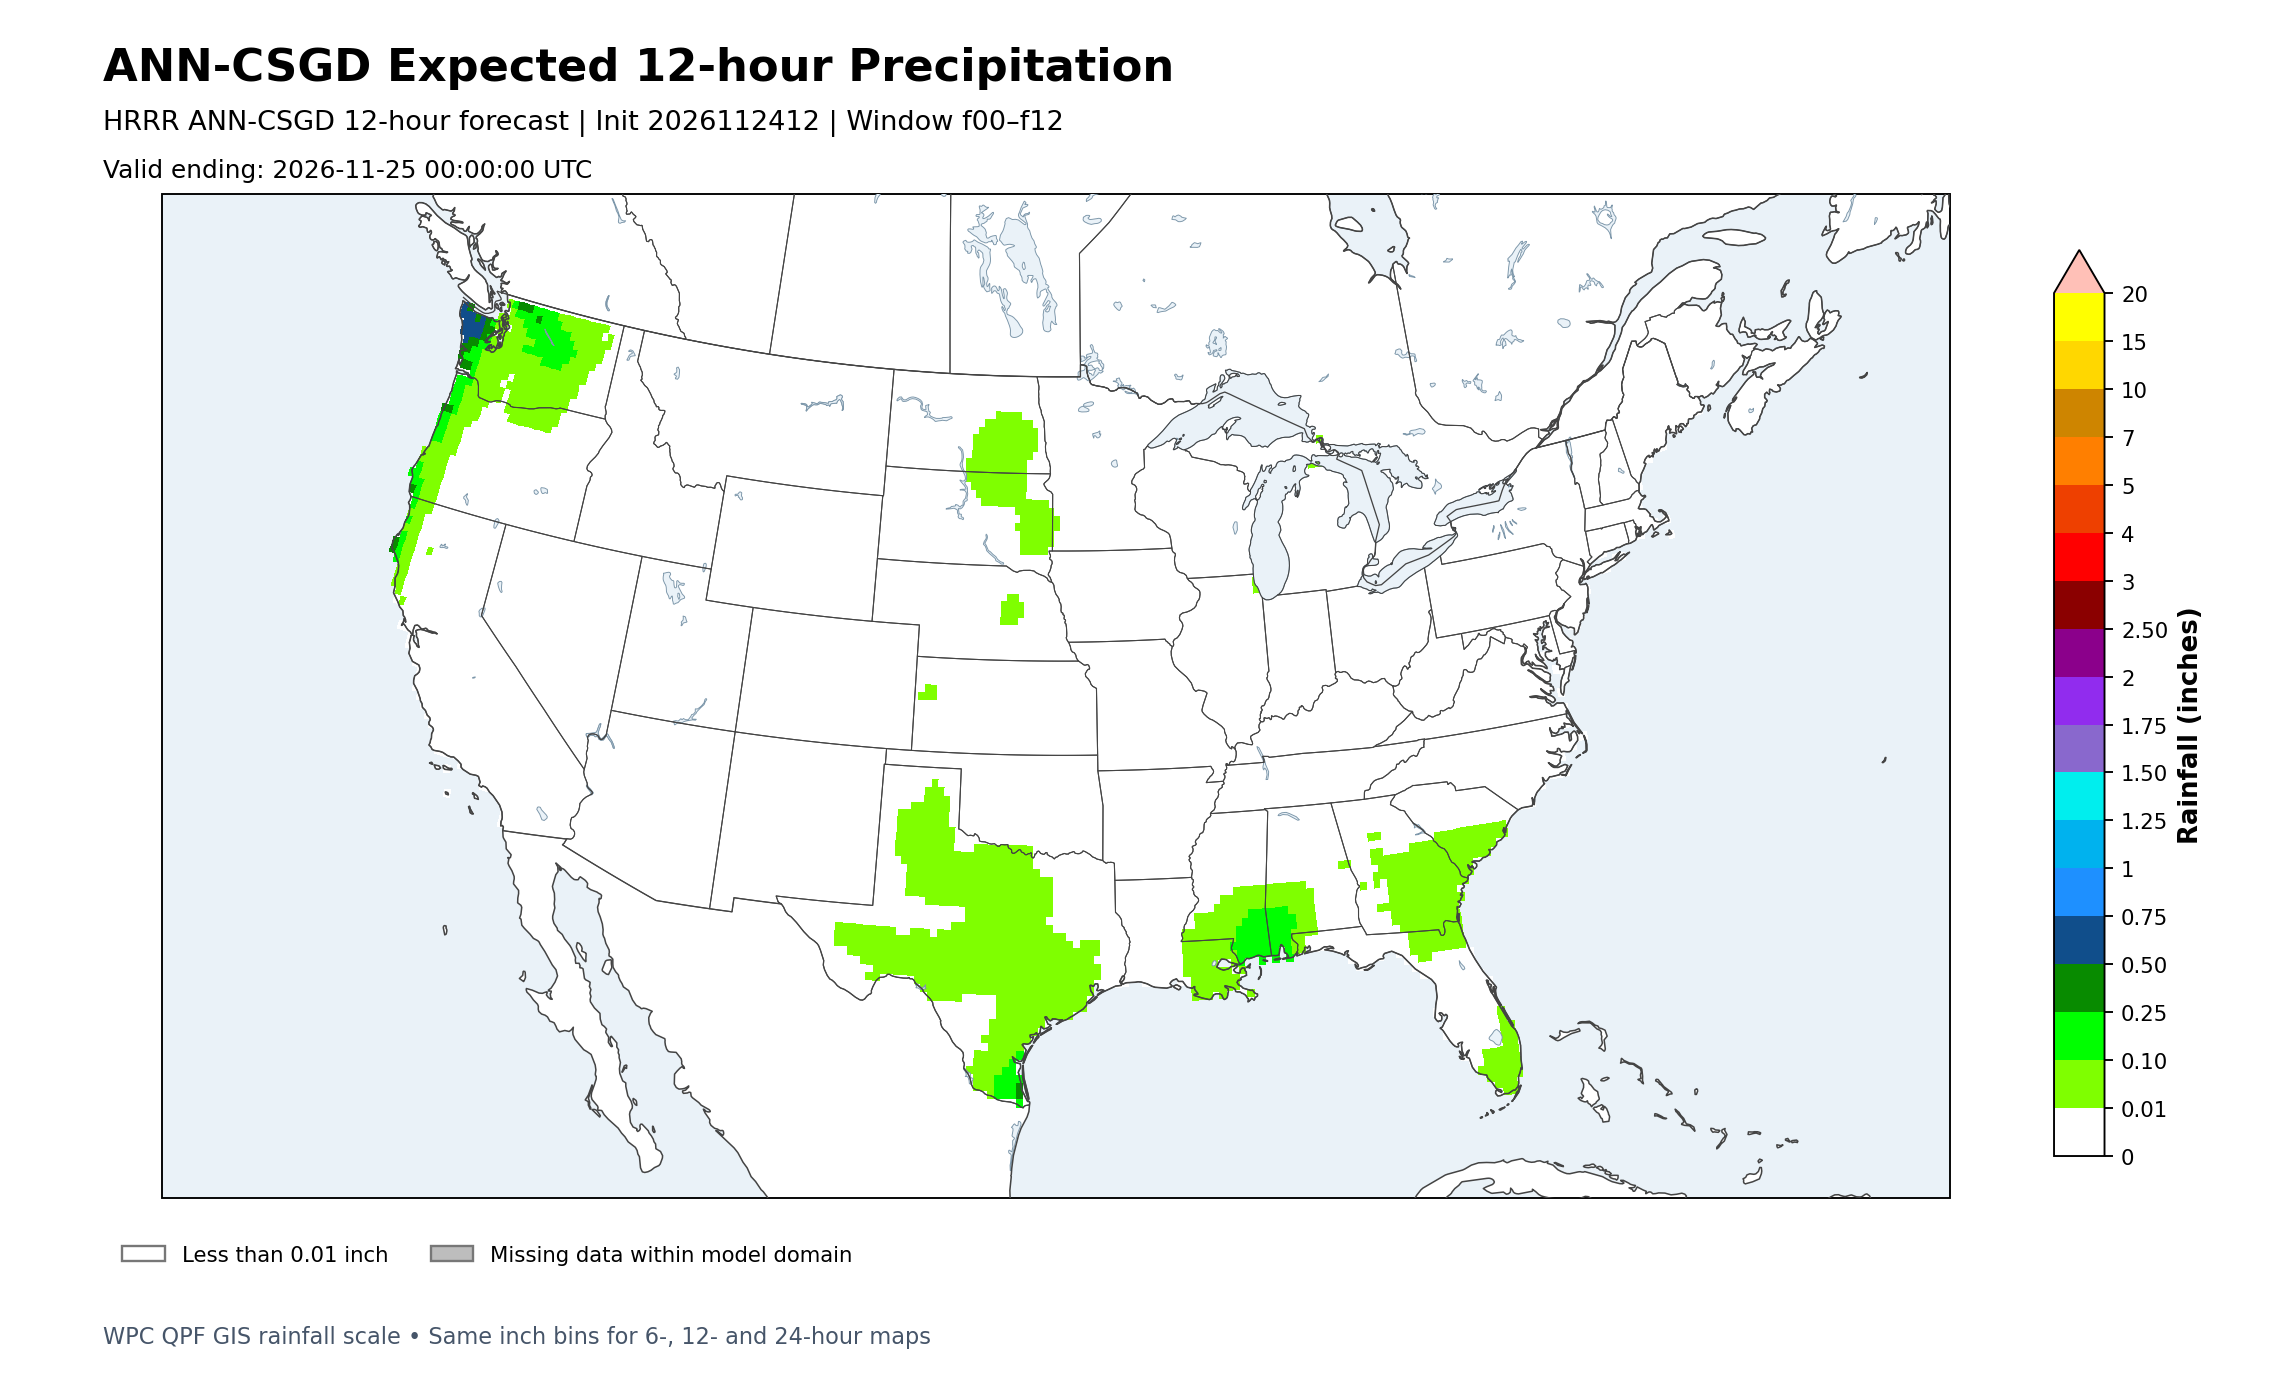 ANN-CSGD Expected 12-hour Precipitation
HRRR ANN-CSGD 12-hour forecast | Init 2026112412 | Window f00–f12
Valid ending: 2026-11-25 00:00:00 UTC
20
15
10
7
5
4
3
2.50
2
1.75
1.50
1.25
1
0.75
0.50
0.25
0.10
0.01
0
Rainfall (inches)
Less than 0.01 inch
Missing data within model domain
WPC QPF GIS rainfall scale • Same inch bins for 6-, 12- and 24-hour maps